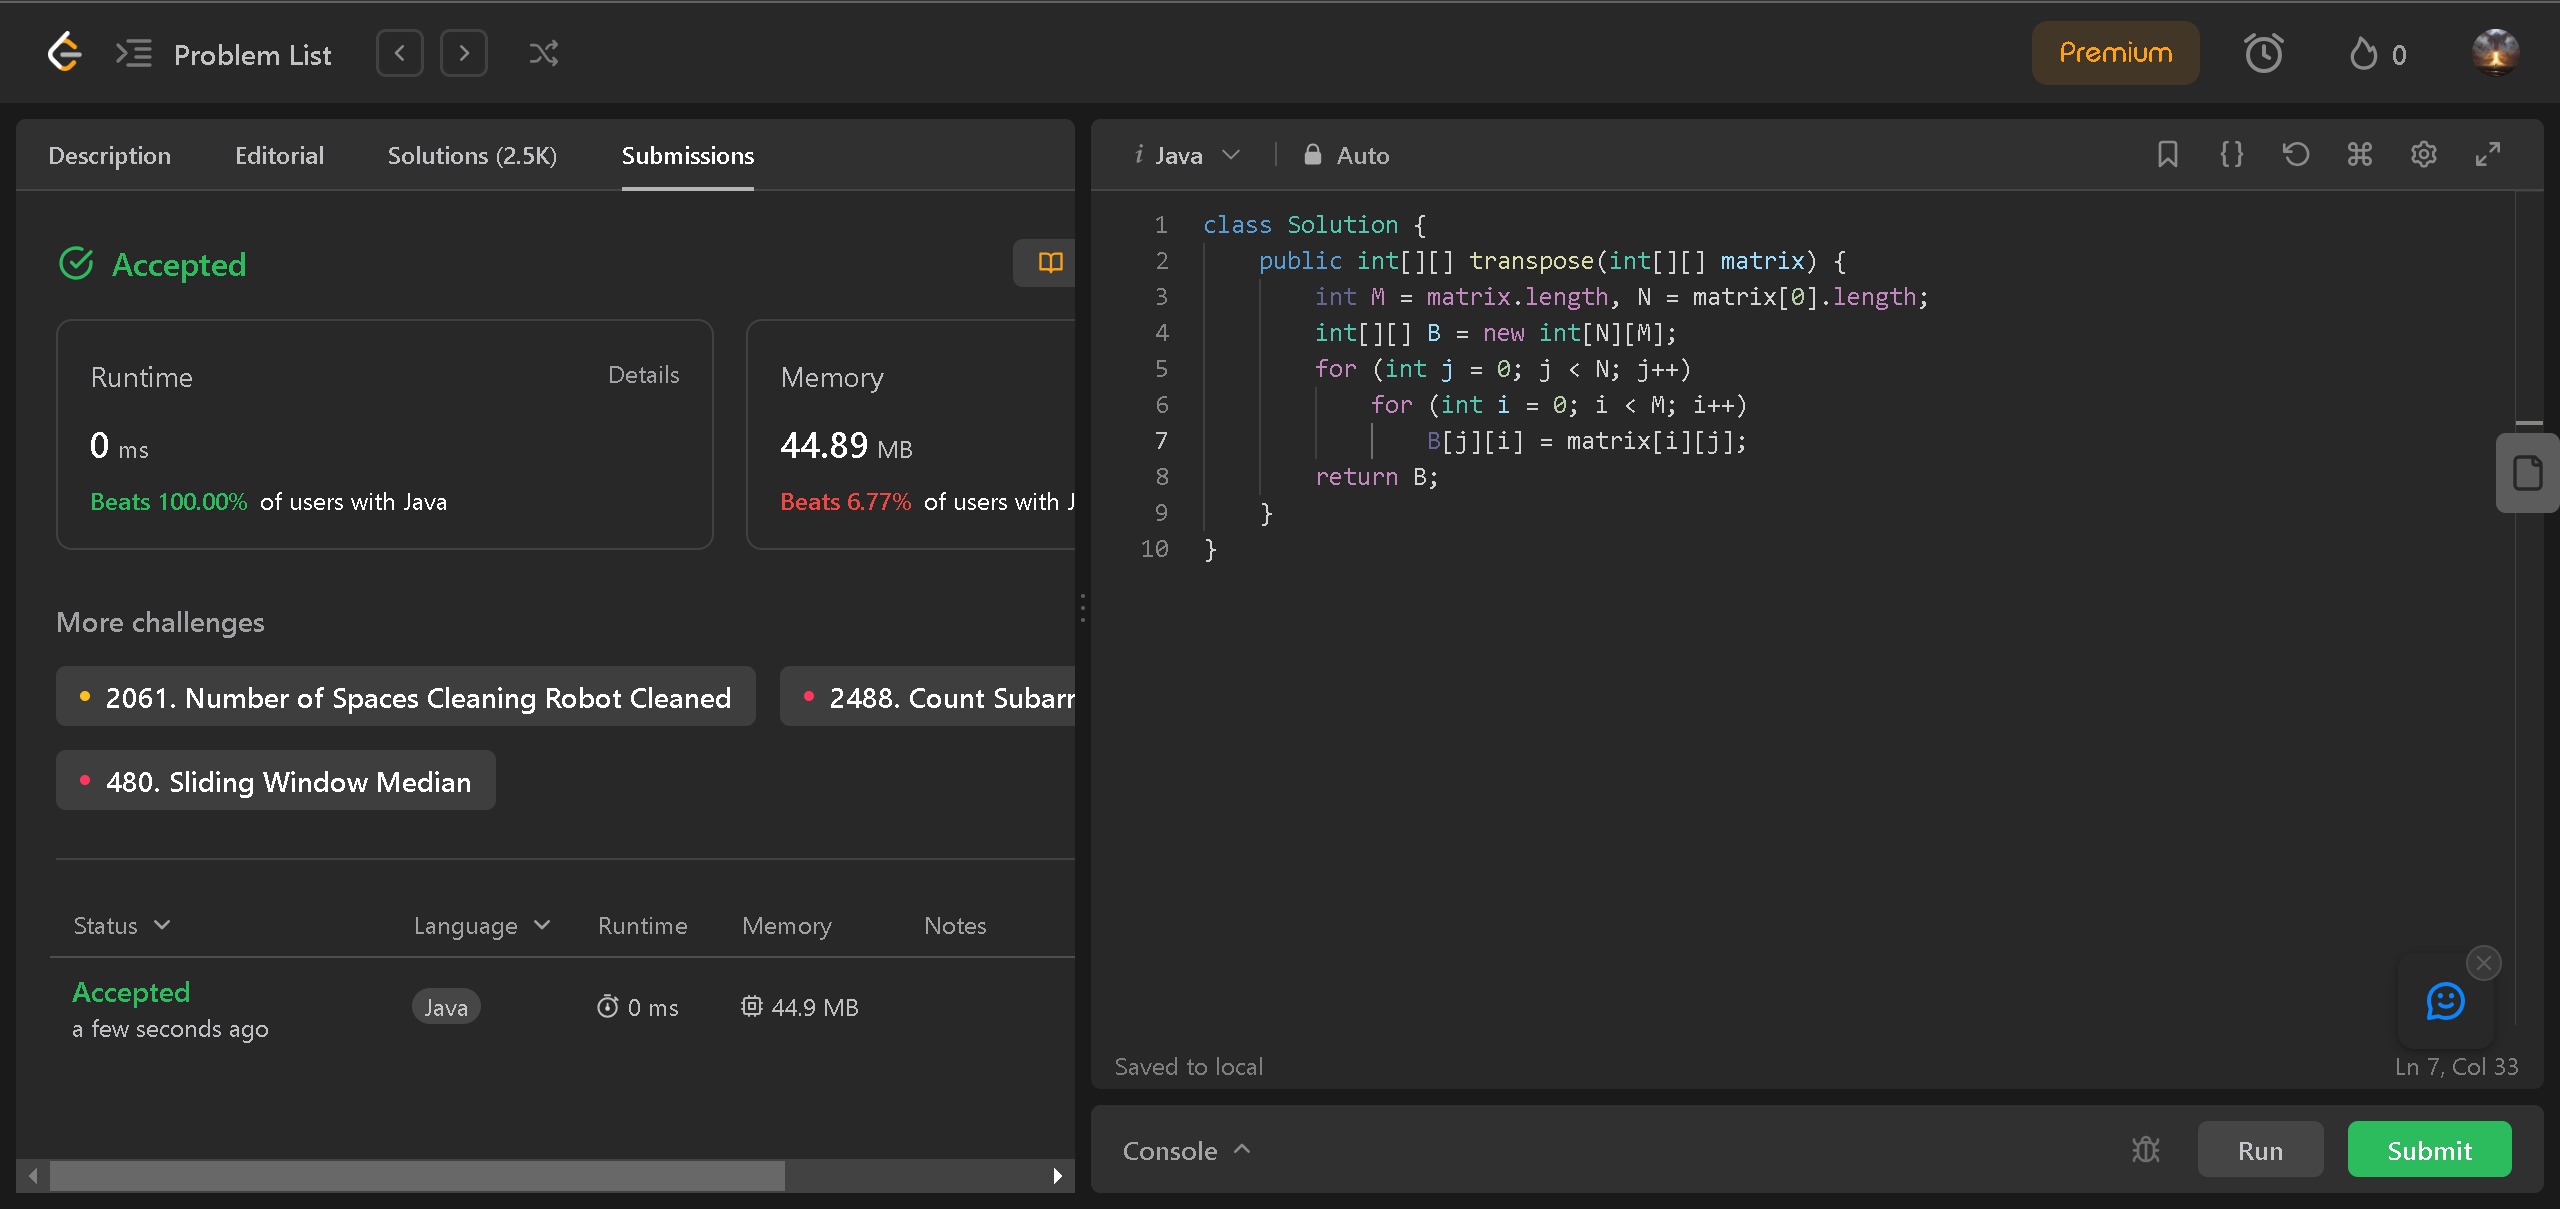 Problem List
Premium
0
Description Editorial Solutions (2.5K) Submissions
Accepted
Runtime Details
0 ms
Beats 100.00% of users with Java
Memory
44.89 MB
Beats 6.77% of users with J
More challenges
2061. Number of Spaces Cleaning Robot Cleaned
2488. Count Subarr
480. Sliding Window Median
Status Language Runtime Memory Notes
Accepted
a few seconds ago
Java
0 ms
44.9 MB
i Java Auto
1 class Solution {
2 public int[][] transpose(int[][] matrix) {
3 int M = matrix.length, N = matrix[0].length;
4 int[][] B = new int[N][M];
5 for (int j = 0; j < N; j++)
6 for (int i = 0; i < M; i++)
7 B[j][i] = matrix[i][j];
8 return B;
9 }
10 }
Saved to local
Ln 7, Col 33
Console
Run
Submit